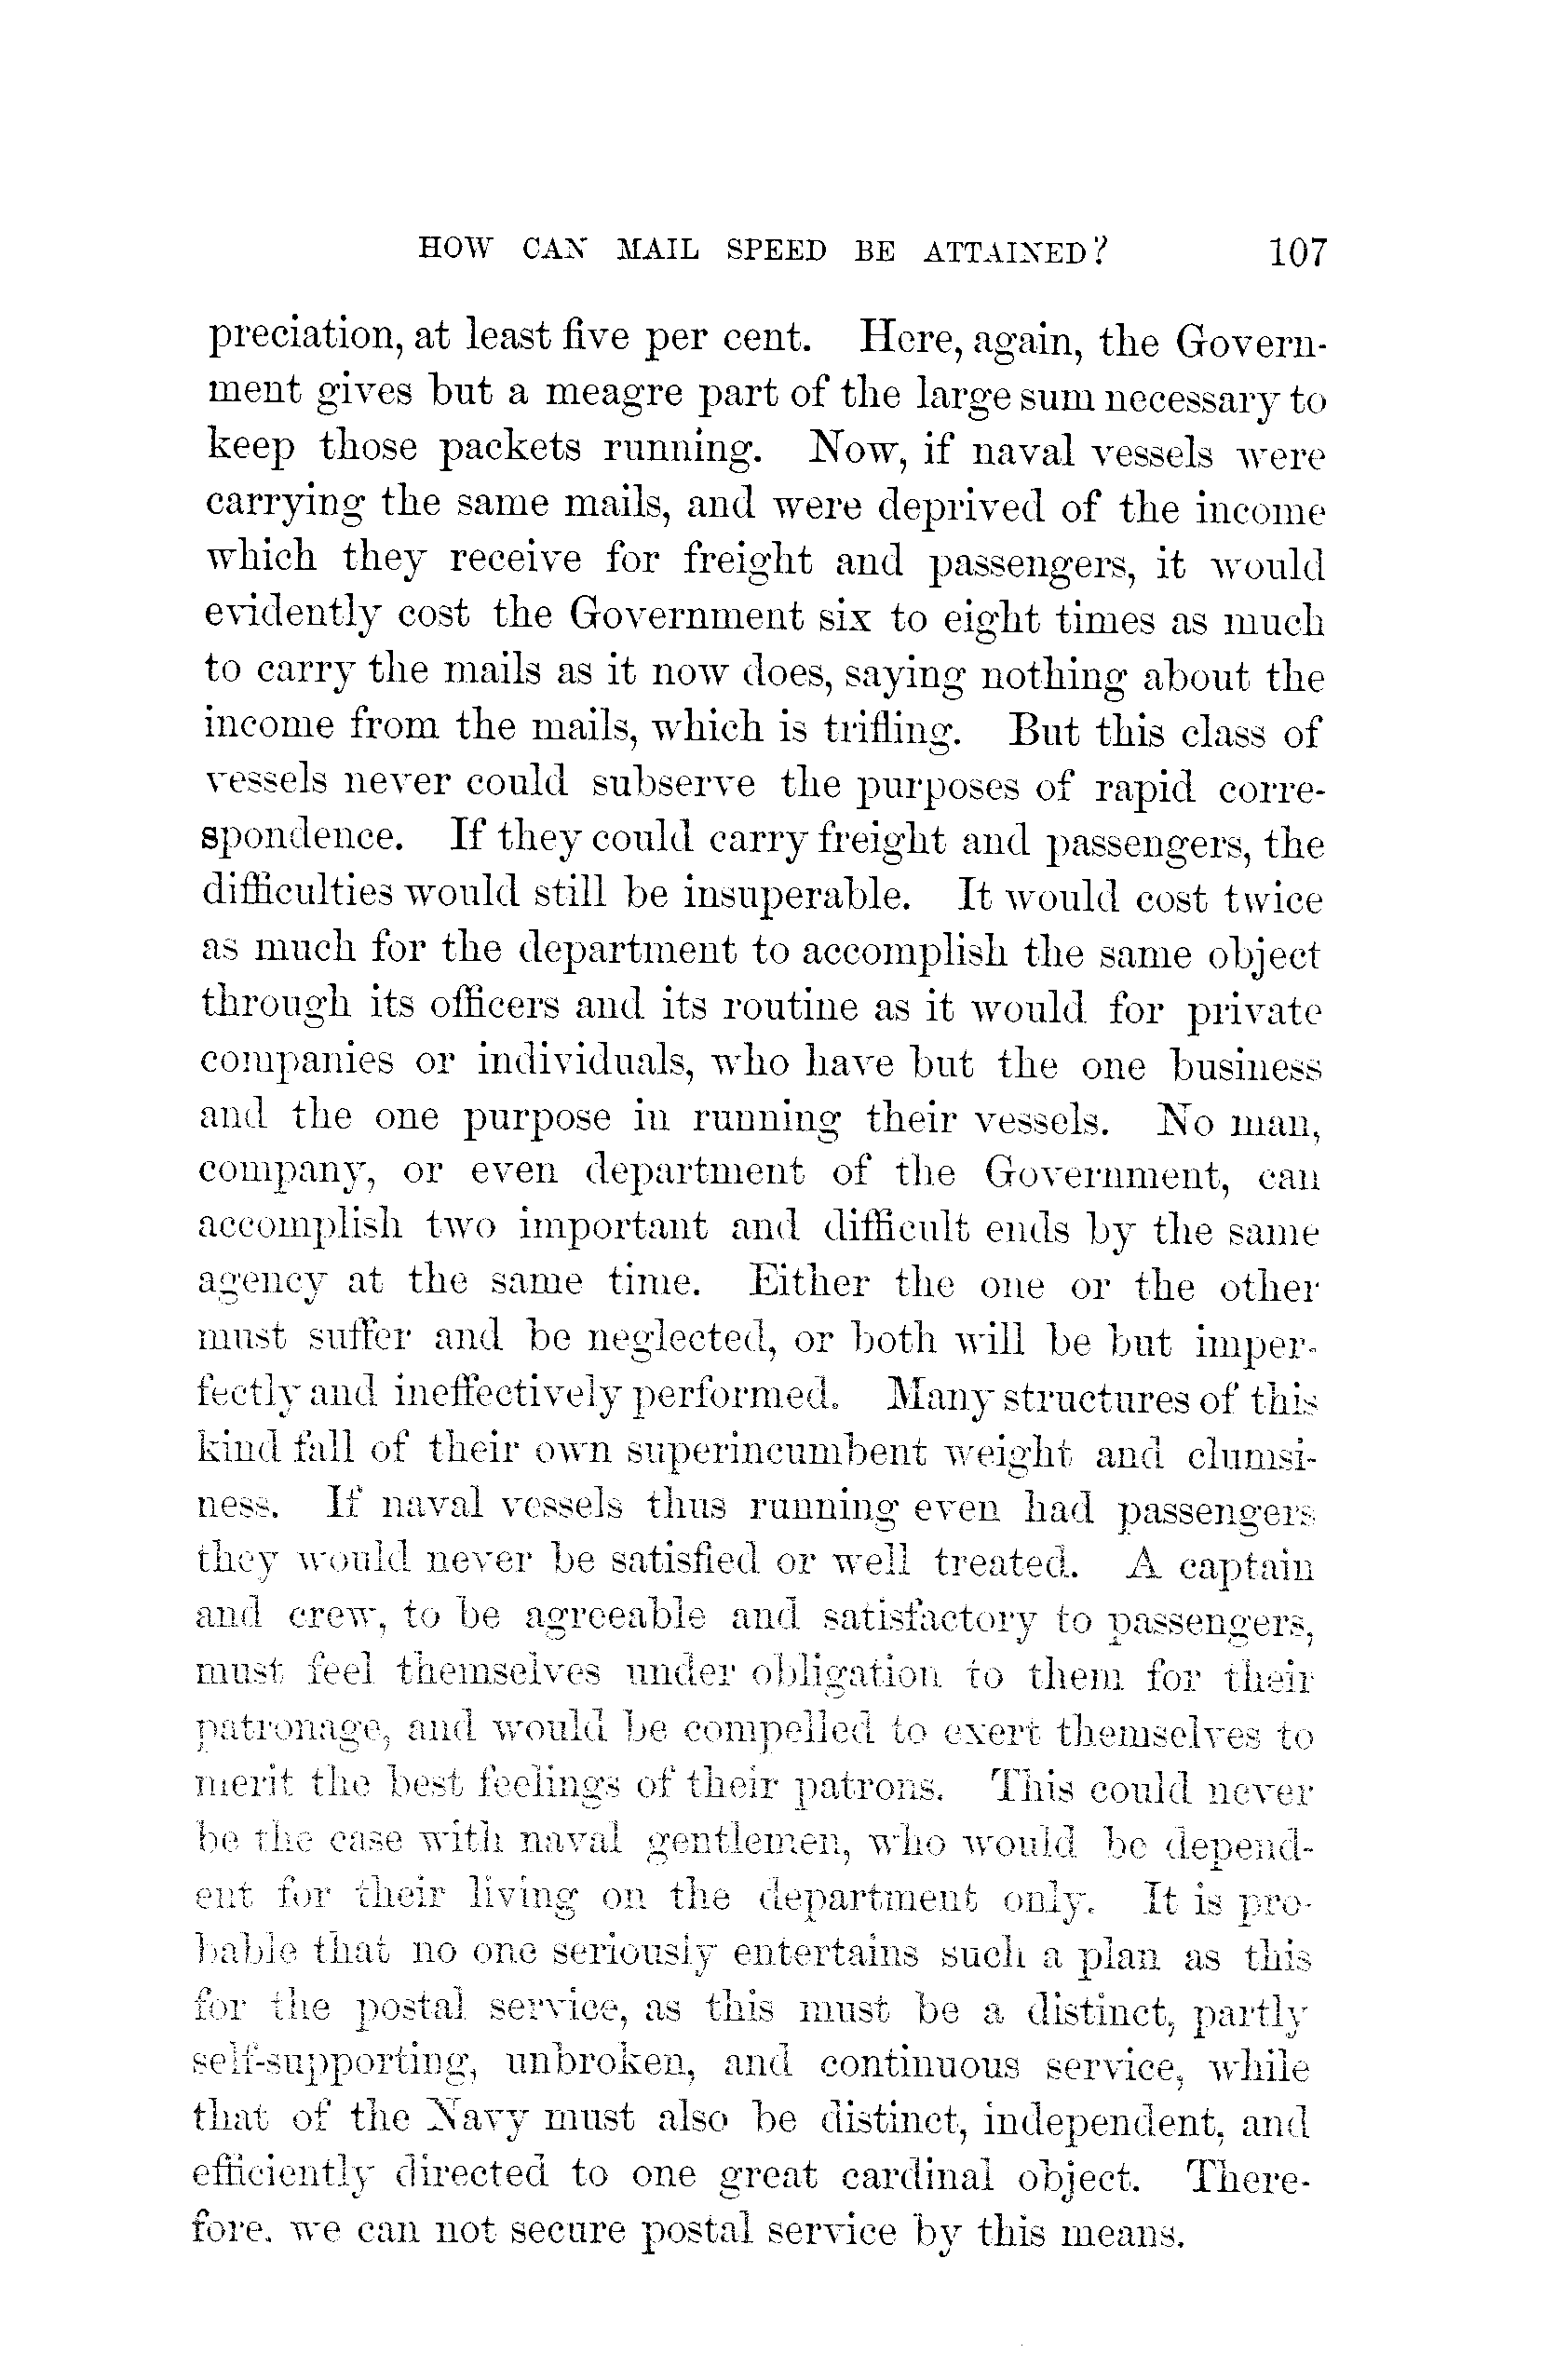 HOW CAN MAIL SPEED BE ATTAINED? 107
preciation, at least five per cent. Here, again, the Govern-
ment gives but a meagre part of the large sum necessary to
keep those packets running. Now, if naval vessels were
carrying the same mails, and were deprived of the income
which they receive for freight and passengers, it would
evidently cost the Government six to eight times as much
to carry the mails as it now does, saying nothing about the
income from the mails, which is trifling. But this class of
vessels never could subserve the purposes of rapid corre-
spondence. If they could carry freight and passengers, the
difficulties would still be insuperable. It would cost twice
as much for the department to accomplish the same object
through its officers and its routine as it would for private
companies or individuals, who have but the one business
and the one purpose in running their vessels. No man,
company, or even department of the Government, can
accomplish two important and difficult ends by the same
agency at the same time. Either the one or the other
must suffer and be neglected, or both will be but imper-
fectly and ineffectively performed. Many structures of this
kind fall of their own superincumbent weight and clumsi-
ness. If naval vessels thus running even had passengers
they would never be satisfied or well treated. A captain
and crew, to be agreeable and satisfactory to passengers,
must feel themselves under obligation to them for their
patronage, and would be compelled to exert themselves to
merit the best feelings of their patrons. This could never
be the case with naval gentlemen, who would be depend-
ent for their living on the department only. It is pro-
bable that no one seriously entertains such a plan as this
for the postal service, as this must be a distinct, partly
self-supporting, unbroken, and continuous service, while
that of the Navy must also be distinct, independent, and
efficiently directed to one great cardinal object. There-
fore, we can not secure postal service by this means.